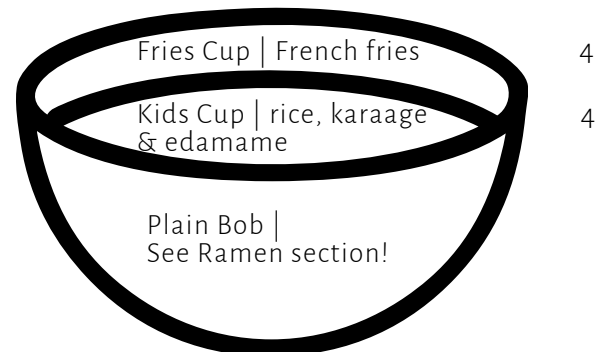 Fries Cup | French fries 4
Kids Cup | rice, karaage 4
& edamame
Plain Bob |
See Ramen section!